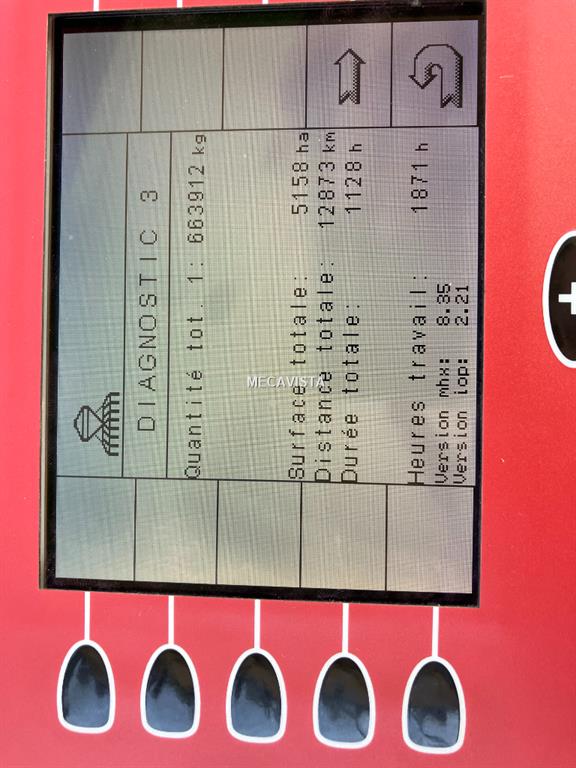 DIAGNOSTIC 3
Quantité tot. 1: 663912 kg
Surface totale: 5158 ha
Distance totale: 12873 km
Durée totale: 1128 h
Heures travail: 1871 h
Version mhx: 8.35
Version iop: 2.21
MECAVISTA
+